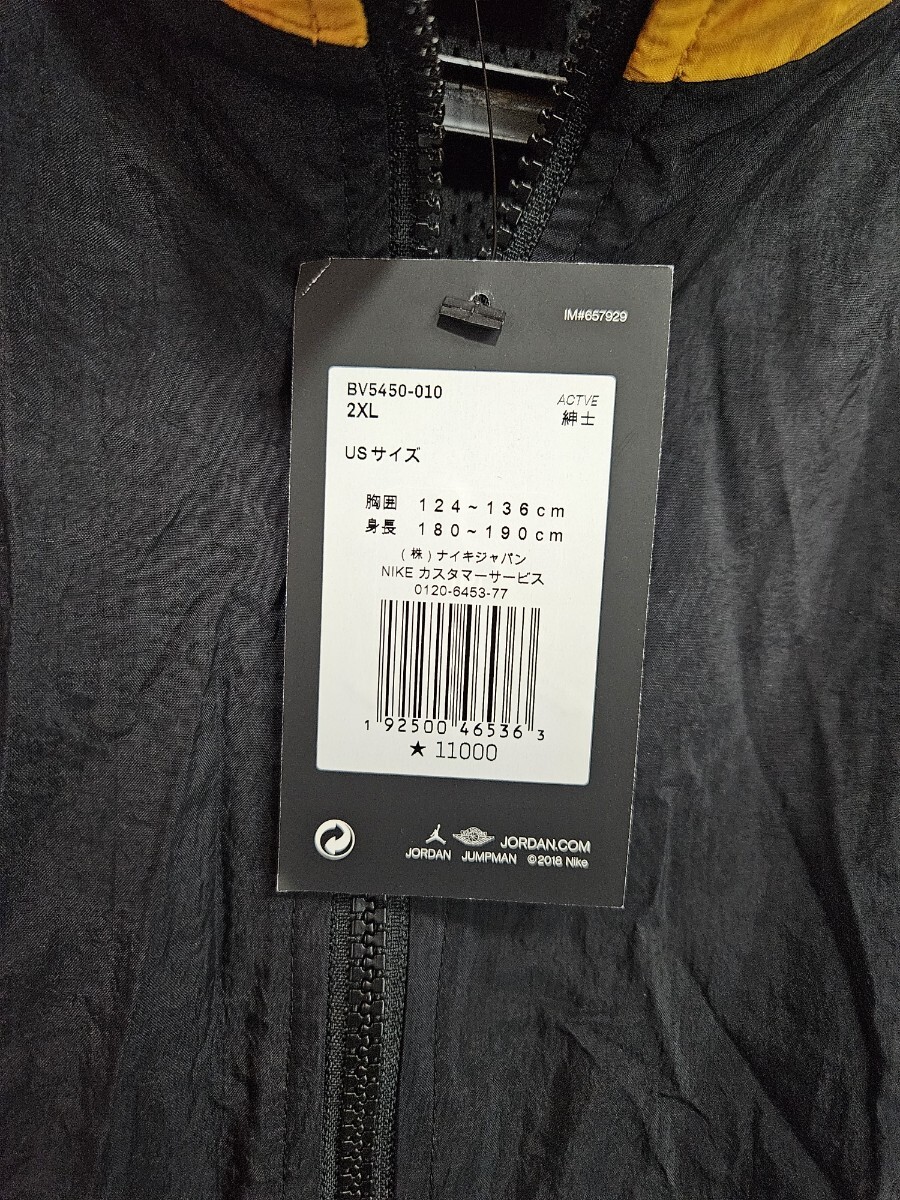 IM#657929
BV5450-010
2XL
ACTVE
紳士
USサイズ
胸囲 124~136cm
身長 180~190cm
(株)ナイキジャパン
NIKE カスタマーサービス
0120-6453-77
1 92500 46536 3
★ 11000
JORDAN.COM
JORDAN JUMPMAN ©2018 Nike